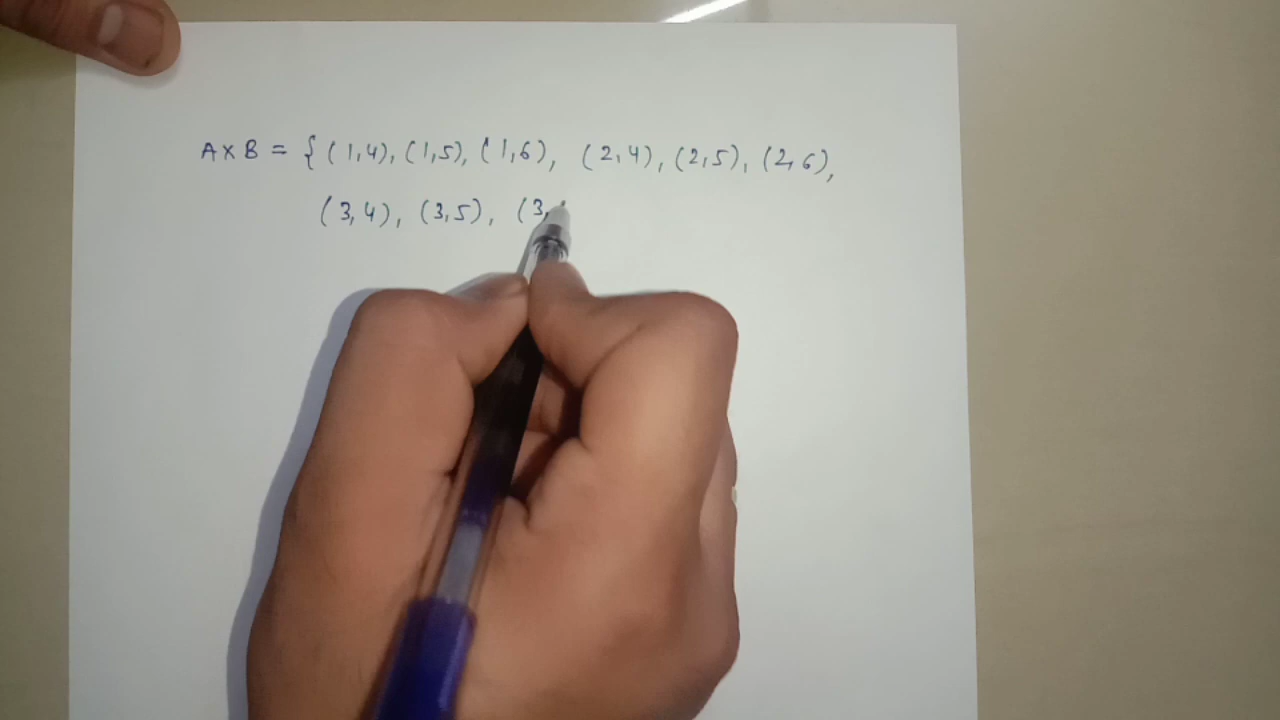 A×B = {(1,4), (1,5), (1,6), (2,4), (2,5), (2,6),
(3,4), (3,5), (3,